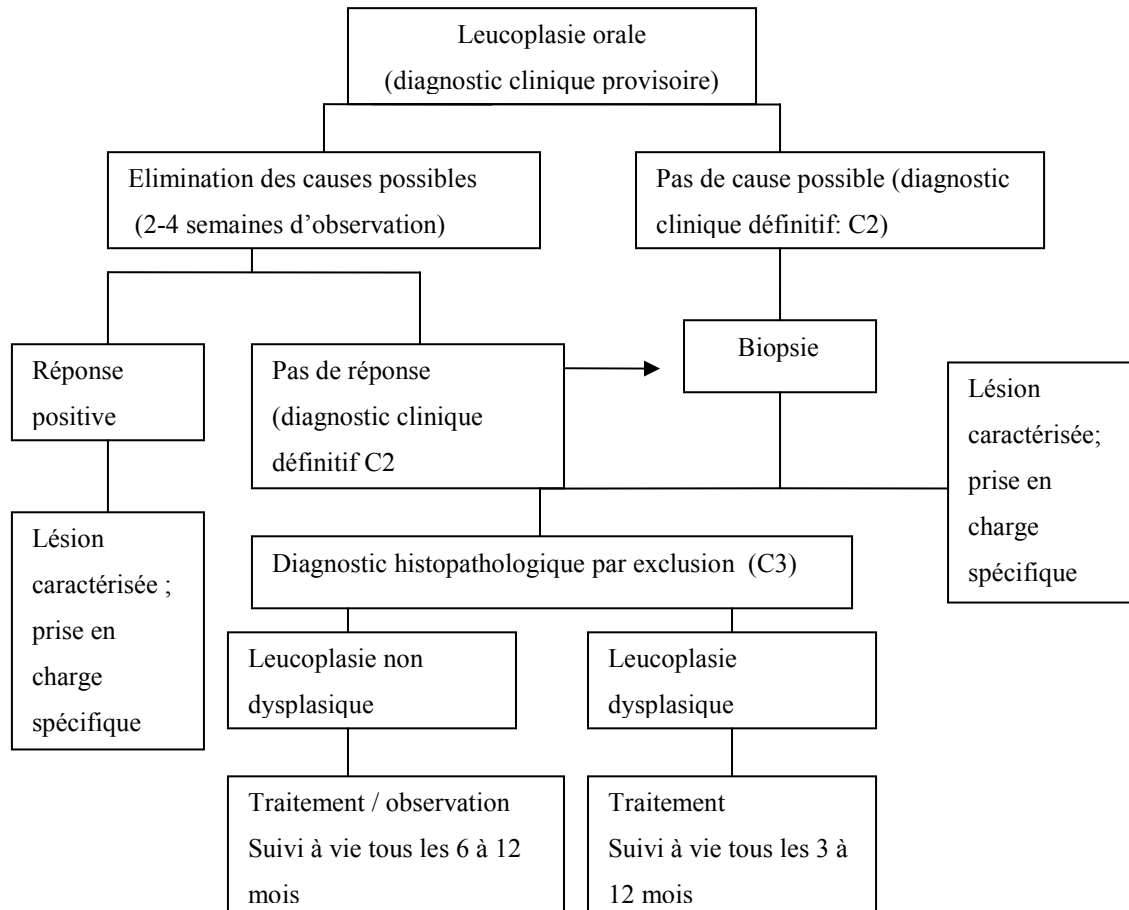 Leucoplasie orale
(diagnostic clinique provisoire)
Elimination des causes possibles
(2-4 semaines d’observation)
Pas de cause possible (diagnostic
clinique définitif: C2)
Réponse
positive
Pas de réponse
(diagnostic clinique
définitif C2
Biopsie
Lésion
caractérisée;
prise en
charge
spécifique
Lésion
caractérisée ;
prise en
charge
spécifique
Diagnostic histopathologique par exclusion (C3)
Leucoplasie non
dysplasique
Leucoplasie
dysplasique
Traitement / observation
Suivi à vie tous les 6 à 12
mois
Traitement
Suivi à vie tous les 3 à
12 mois